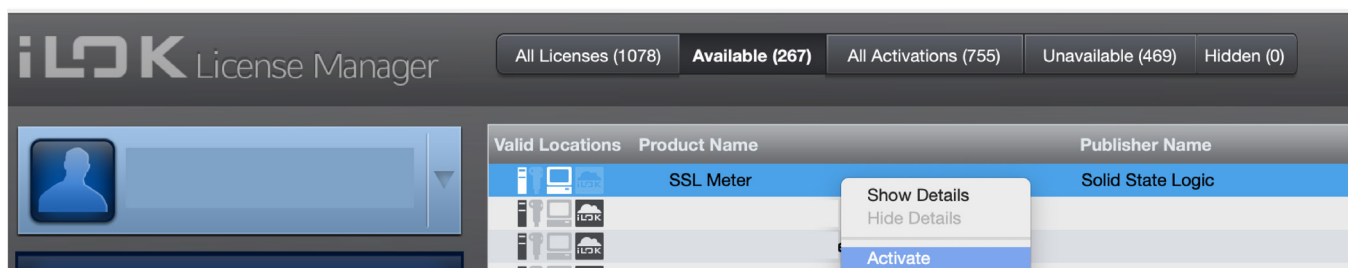 iLOK License Manager
All Licenses (1078) Available (267) All Activations (755) Unavailable (469) Hidden (0)
Valid Locations Product Name Publisher Name
SSL Meter Solid State Logic
Show Details
Hide Details
Activate